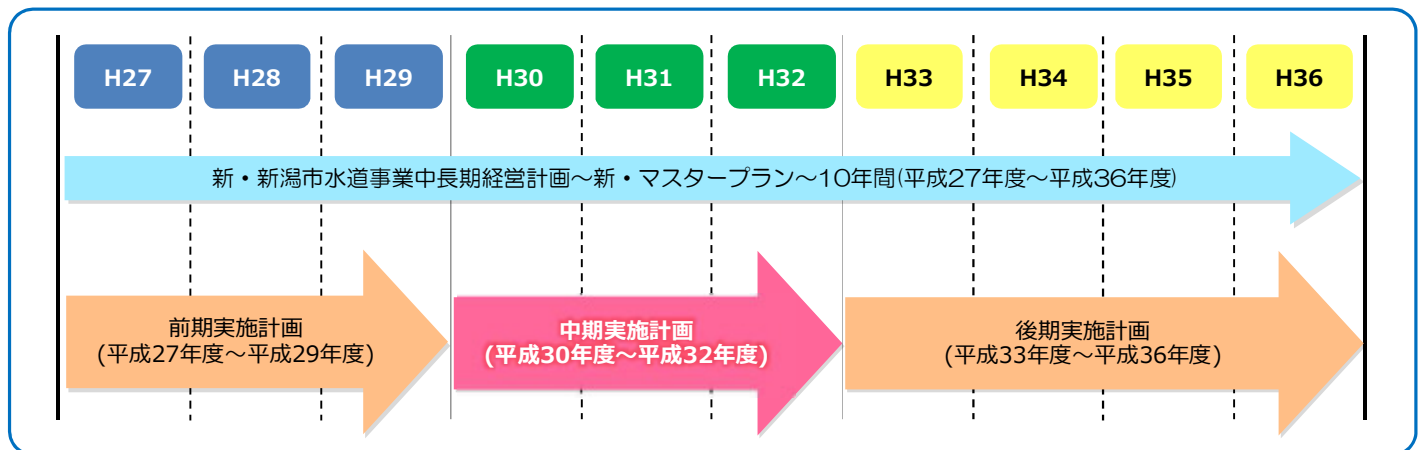 H27 H28 H29 H30 H31 H32 H33 H34 H35 H36
新・新潟市水道事業中長期経営計画～新・マスタープラン～10年間(平成27年度～平成36年度)
前期実施計画
(平成27年度～平成29年度)
中期実施計画
(平成30年度～平成32年度)
後期実施計画
(平成33年度～平成36年度)